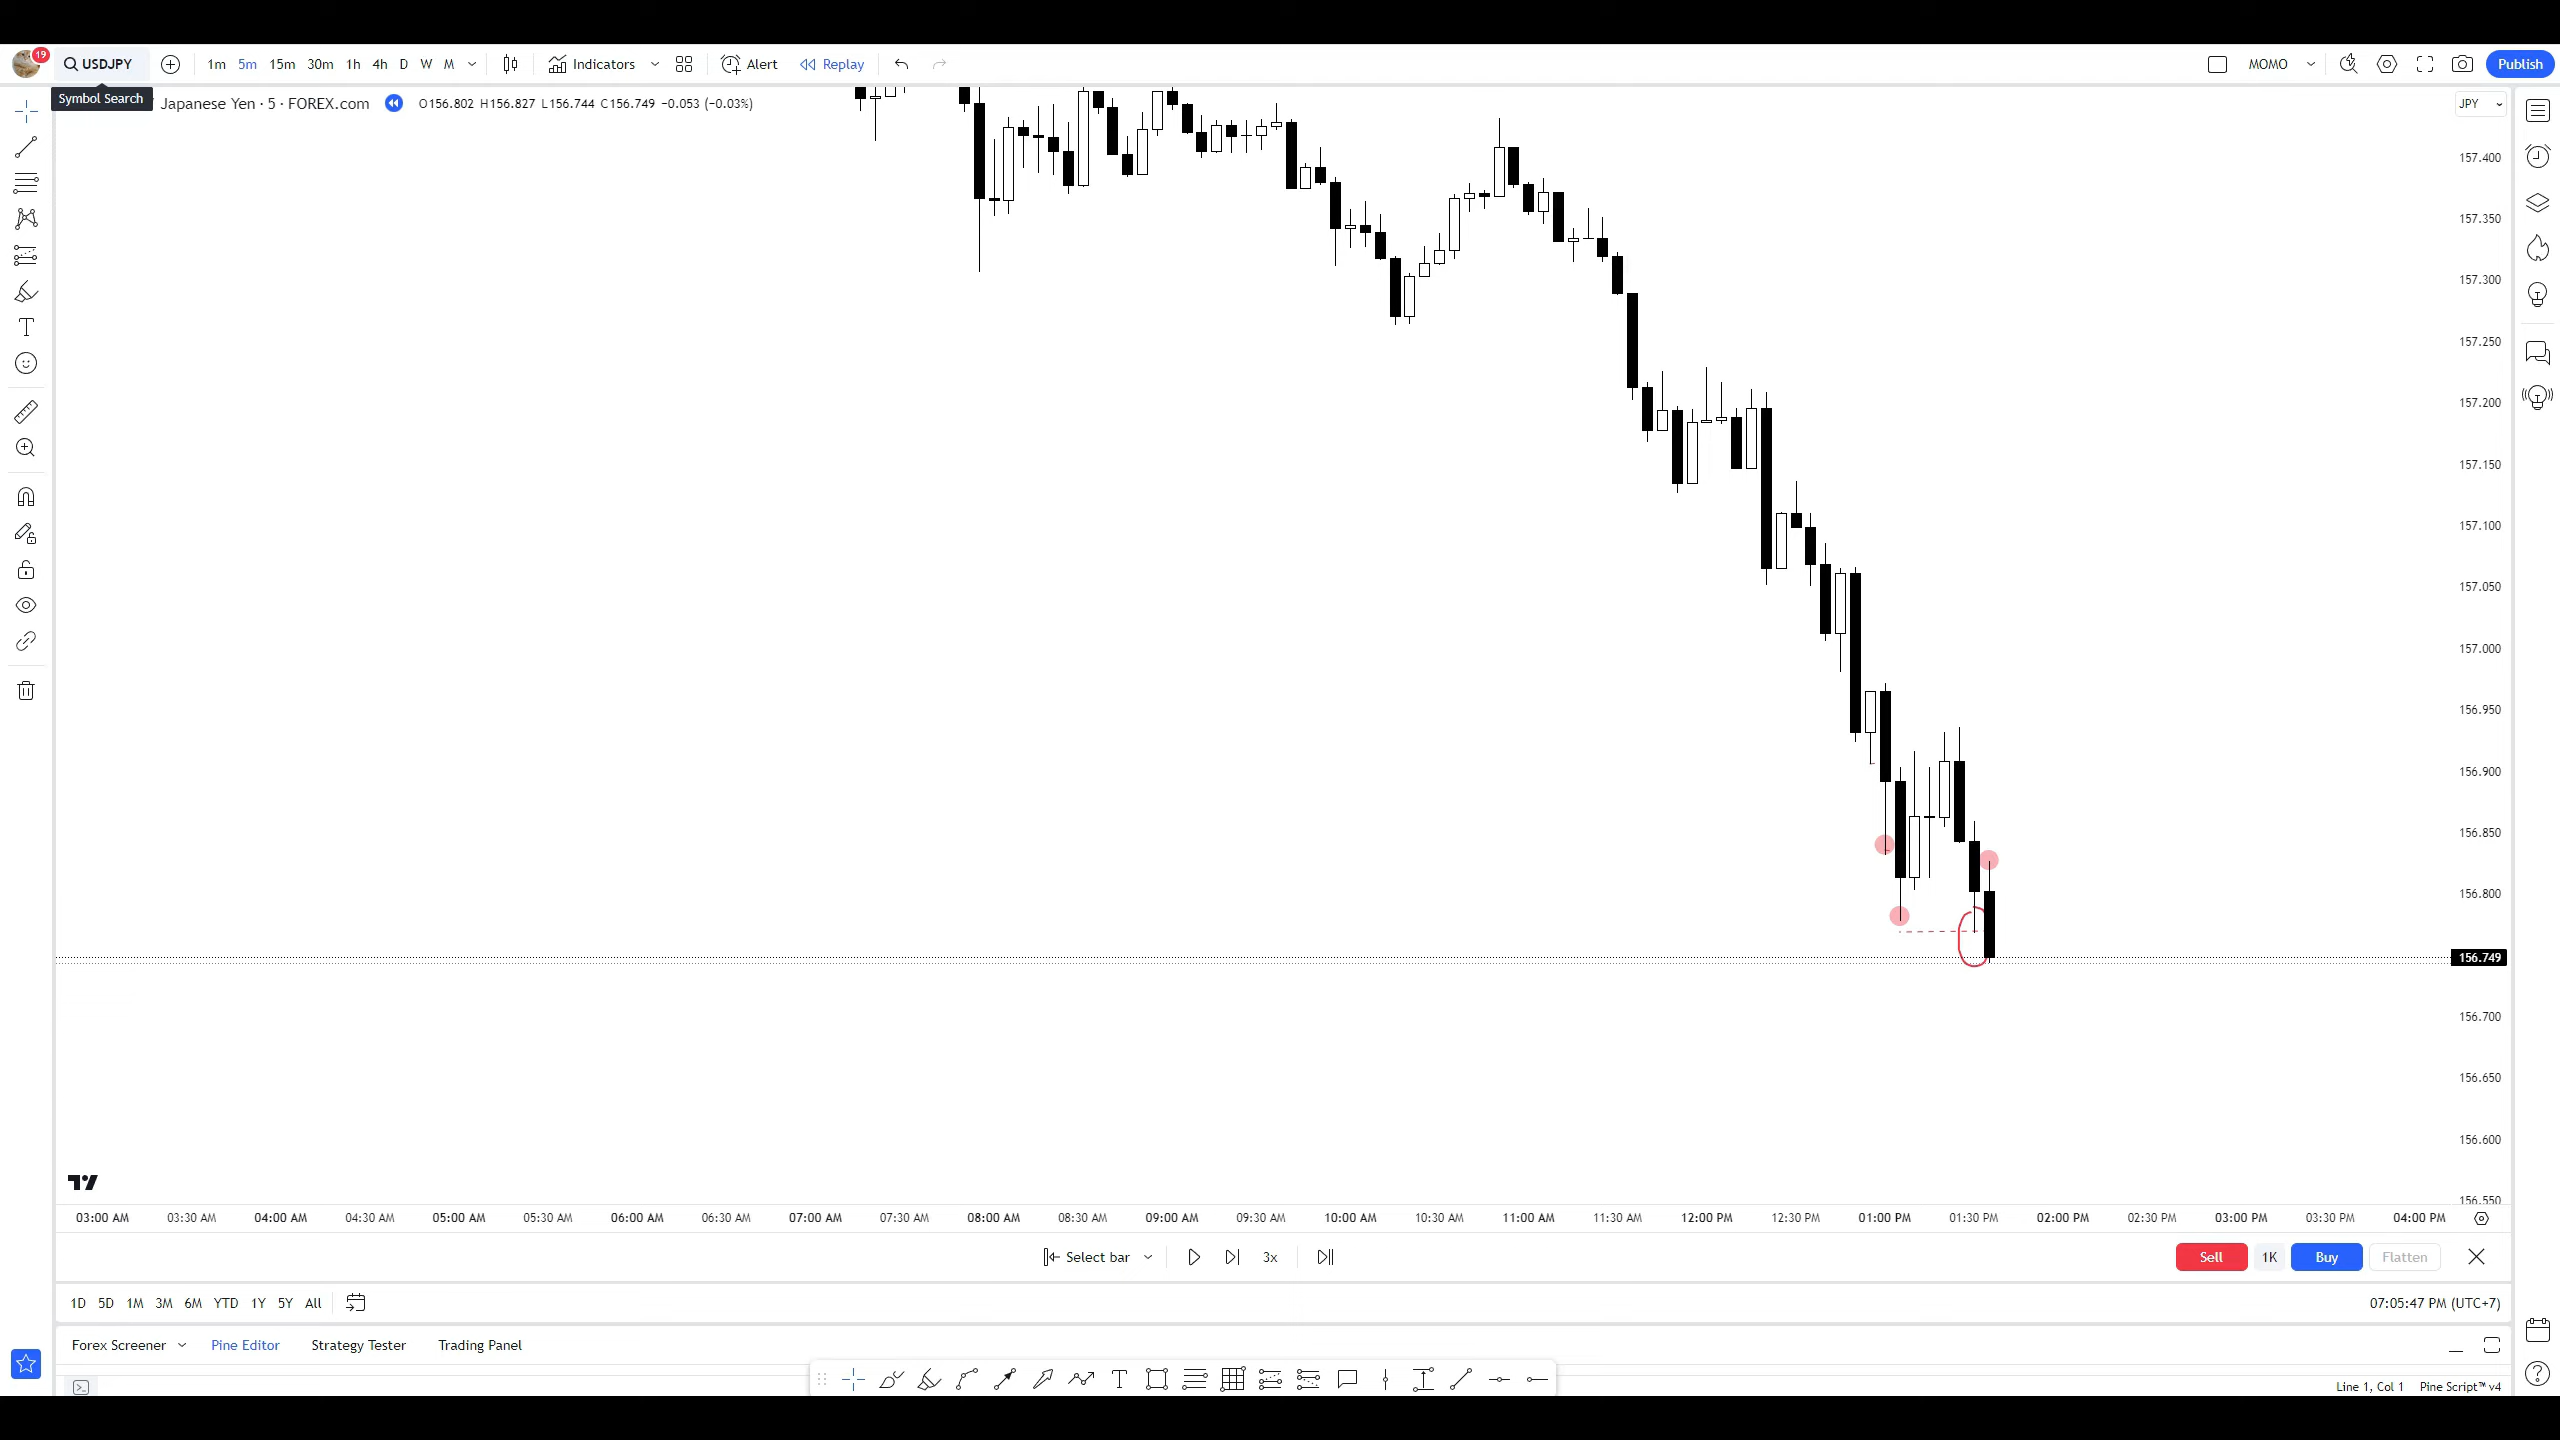 19
USDJPY
1m 5m 15m 30m 1h 4h D W M
Indicators
Alert
Replay
MOMO
Publish
Symbol Search
Japanese Yen · 5 · FOREX.com
O156.802 H156.827 L156.744 C156.749 −0.053 (−0.03%)
JPY
157.400
157.350
157.300
157.250
157.200
157.150
157.100
157.050
157.000
156.950
156.900
156.850
156.800
156.749
156.700
156.650
156.600
156.550
03:00 AM 03:30 AM 04:00 AM 04:30 AM 05:00 AM 05:30 AM 06:00 AM 06:30 AM 07:00 AM 07:30 AM 08:00 AM 08:30 AM 09:00 AM 09:30 AM 10:00 AM 10:30 AM 11:00 AM 11:30 AM 12:00 PM 12:30 PM 01:00 PM 01:30 PM 02:00 PM 02:30 PM 03:00 PM 03:30 PM 04:00 PM
Select bar 3x
Sell 1K Buy Flatten
1D 5D 1M 3M 6M YTD 1Y 5Y All
07:05:47 PM (UTC+7)
Forex Screener Pine Editor Strategy Tester Trading Panel
Line 1, Col 1 Pine Script™ v4